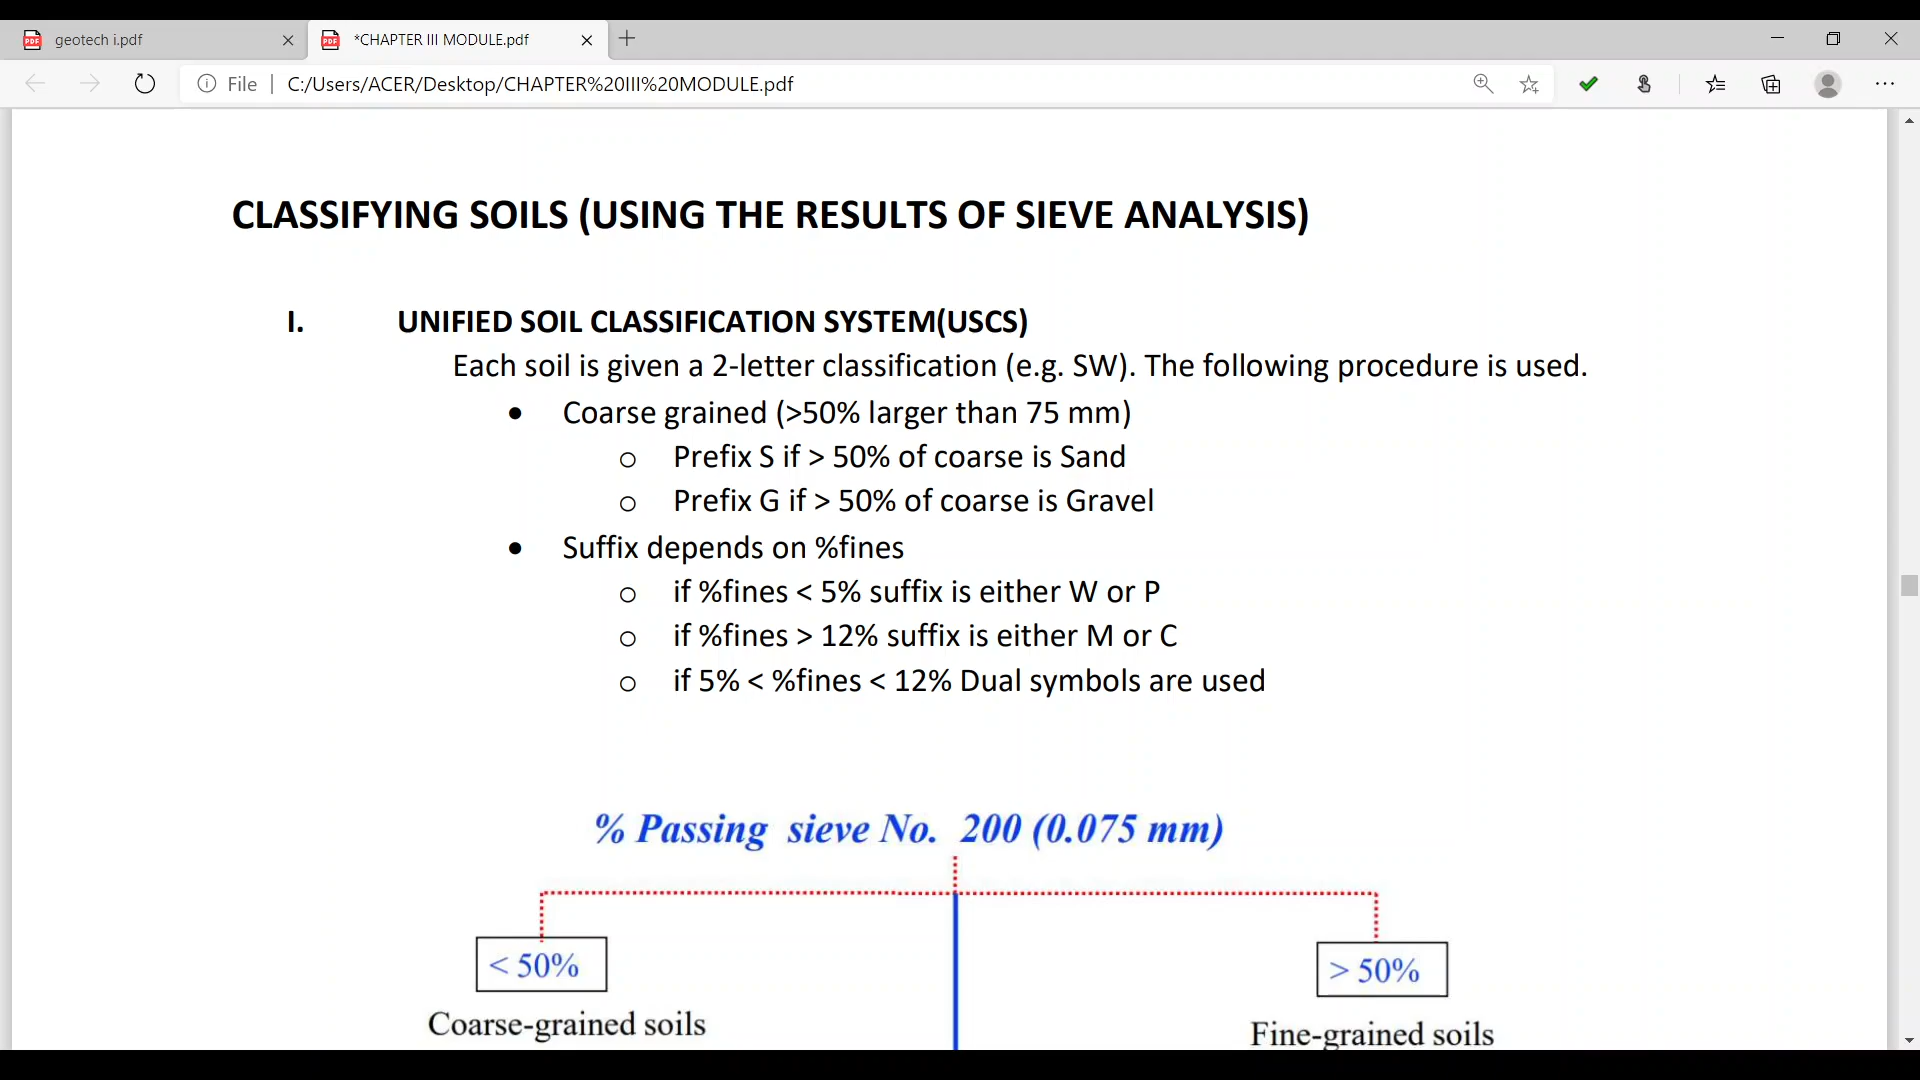 geotech i.pdf
*CHAPTER III MODULE.pdf
File | C:/Users/ACER/Desktop/CHAPTER%20III%20MODULE.pdf
CLASSIFYING SOILS (USING THE RESULTS OF SIEVE ANALYSIS)
I. UNIFIED SOIL CLASSIFICATION SYSTEM(USCS)
Each soil is given a 2-letter classification (e.g. SW). The following procedure is used.
• Coarse grained (>50% larger than 75 mm)
o Prefix S if > 50% of coarse is Sand
o Prefix G if > 50% of coarse is Gravel
• Suffix depends on %fines
o if %fines < 5% suffix is either W or P
o if %fines > 12% suffix is either M or C
o if 5% < %fines < 12% Dual symbols are used
% Passing sieve No. 200 (0.075 mm)
< 50%
> 50%
Coarse-grained soils
Fine-grained soils